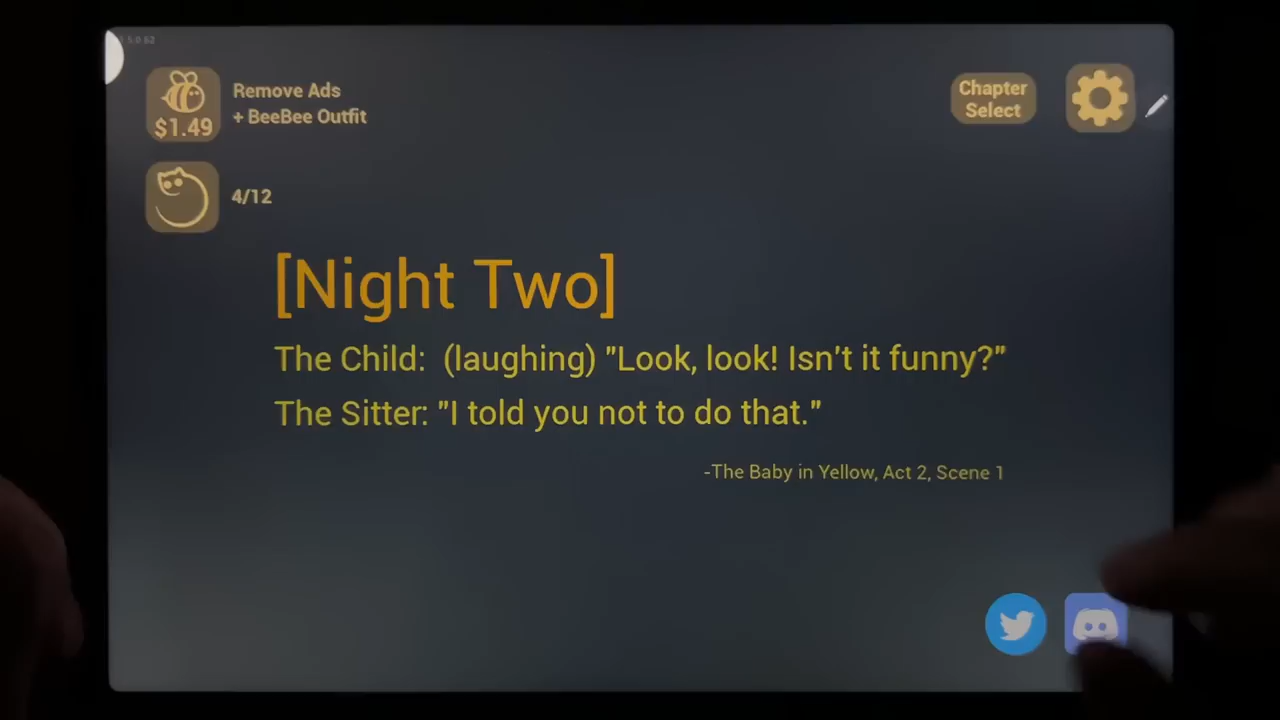 Remove Ads
+ BeeBee Outfit
$1.49
Chapter
Select
4/12
[Night Two]
The Child:  (laughing) "Look, look! Isn't it funny?"
The Sitter: "I told you not to do that."
-The Baby in Yellow, Act 2, Scene 1